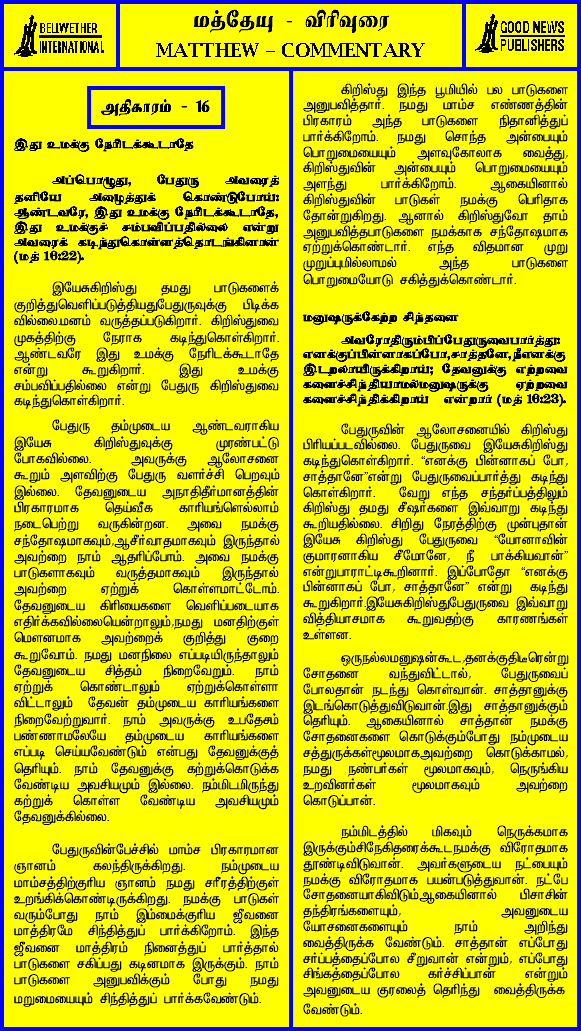 BELIWETHER
INTERNATIONAL
மத்தேயு - விரிவுரை
MATTHEW – COMMENTARY
GOOD NEWS
PUBLISHERS
அதிகாரம் - 16
இது உமக்கு நேரிடக்கூடாதே
அப்பொழுது, பேதுரு அவரைத்
தனியே அழைத்துக் கொண்டுபோய்:
ஆண்டவரே, இது உமக்கு நேரிடக்கூடாதே,
இது உமக்குச் சம்பவிப்பதில்லை என்று
அவரைக் கடிந்துகொள்ளத்தொடங்கினான்
(மத் 16:22).
இயேசுகிறிஸ்து தமது பாடுகளைக்
குறித்துவெளிப்படுத்தியதுபேதுருவுக்கு பிடிக்க
வில்லை.மனம் வருத்தப்படுகிறார். கிறிஸ்துவை
முகத்திற்கு நேராக கடிந்துகொள்கிறார்.
ஆண்டவரே இது உமக்கு நேரிடக்கூடாதே
என்று கூறுகிறார். இது உமக்கு
சம்பவிப்பதில்லை என்று பேதுரு கிறிஸ்துவை
கடிந்துகொள்கிறார்.
பேதுரு தம்முடைய ஆண்டவராகிய
இயேசு கிறிஸ்துவுக்கு முரண்பட்டு
போகவில்லை. அவருக்கு ஆலோசனை
கூறும் அளவிற்கு பேதுரு வளர்ச்சி பெறவும்
இல்லை. தேவனுடைய அநாதிதீர்மானத்தின்
பிரகாரமாக தெய்வீக காரியங்களெல்லாம்
நடைபெற்று வருகின்றன. அவை நமக்கு
சந்தோஷமாகவும்,ஆசீர்வாதமாகவும் இருந்தால்
அவற்றை நாம் ஆதரிப்போம். அவை நமக்கு
பாடுகளாகவும் வருத்தமாகவும் இருந்தால்
அவற்றை ஏற்றுக் கொள்ளமாட்டோம்.
தேவனுடைய கிரியைகளை வெளிப்படையாக
எதிர்க்கவில்லையென்றாலும்,நமது மனதிற்குள்
மௌனமாக அவற்றைக் குறித்து குறை
கூறுவோம். நமது மனநிலை எப்படியிருந்தாலும்
தேவனுடைய சித்தம் நிறைவேறும். நாம்
ஏற்றுக் கொண்டாலும் ஏற்றுக்கொள்ளா
விட்டாலும் தேவன் தம்முடைய காரியங்களை
நிறைவேற்றுவார். நாம் அவருக்கு உபதேசம்
பண்ணாமலேயே தம்முடைய காரியங்களை
எப்படி செய்யவேண்டும் என்பது தேவனுக்குத்
தெரியும். நாம் தேவனுக்கு கற்றுக்கொடுக்க
வேண்டிய அவசியமும் இல்லை. நம்மிடமிருந்து
கற்றுக் கொள்ள வேண்டிய அவசியமும்
தேவனுக்கில்லை.
பேதுருவின்பேச்சில் மாம்ச பிரகாரமான
ஞானம் கலந்திருக்கிறது. நம்முடைய
மாம்சத்திற்குரிய ஞானம் நமது சரீரத்திற்குள்
உறங்கிக்கொண்டிருக்கிறது. நமக்கு பாடுகள்
வரும்போது நாம் இம்மைக்குரிய ஜீவனை
மாத்திரமே சிந்தித்துப் பார்க்கிறோம். இந்த
ஜீவனை மாத்திரம் நினைத்துப் பார்த்தால்
பாடுகளை சகிப்பது கடினமாக இருக்கும். நாம்
பாடுகளை அனுபவிக்கும் போது நமது
மறுமையையும் சிந்தித்துப் பார்க்கவேண்டும்.
கிறிஸ்து இந்த பூமியில் பல பாடுகளை
அனுபவித்தார். நமது மாம்ச எண்ணத்தின்
பிரகாரம் அந்த பாடுகளை நிதானித்துப்
பார்க்கிறோம். நமது சொந்த அன்பையும்
பொறுமையையும் அளவுகோலாக வைத்து,
கிறிஸ்துவின் அன்பையும் பொறுமையையும்
அளந்து பார்க்கிறோம். ஆகையினால்
கிறிஸ்துவின் பாடுகள் நமக்கு பெரிதாக
தோன்றுகிறது. ஆனால் கிறிஸ்துவோ தாம்
அனுபவித்தபாடுகளை நமக்காக சந்தோஷமாக
ஏற்றுக்கொண்டார். எந்த விதமான முறு
முறுப்புமில்லாமல் அந்த பாடுகளை
பொறுமையோடு சகித்துக்கொண்டார்.
மனுஷருக்கேற்ற சிந்தனை
அவரோதிரும்பிப்பேதுருவைபார்த்து:
எனக்குப்பின்னாகப்போ,சாத்தானே,நீஎனக்கு
இடறலாயிருக்கிறாய்; தேவனுக்கு ஏற்றவை
களைச்சிந்தியாமல்மனுஷருக்கு ஏற்றவை
களைச்சிந்திக்கிறாய் என்றார் (மத் 16:23).
பேதுருவின் ஆலோசனையில் கிறிஸ்து
பிரியப்படவில்லை. பேதுருவை இயேசுகிறிஸ்து
கடிந்துகொள்கிறார். “எனக்கு பின்னாகப் போ,
சாத்தானே”என்று பேதுருவைப்பார்த்து கடிந்து
கொள்கிறார். வேறு எந்த சந்தர்ப்பத்திலும்
கிறிஸ்து தமது சீஷர்களை இவ்வாறு கடிந்து
கூறியதில்லை. சிறிது நேரத்திற்கு முன்புதான்
இயேசு கிறிஸ்து பேதுருவை “யோனாவின்
குமாரனாகிய சீமோனே, நீ பாக்கியவான்”
என்றுபாராட்டிகூறினார். இப்போதோ “எனக்கு
பின்னாகப் போ, சாத்தானே” என்று கடிந்து
கூறுகிறார்.இயேசுகிறிஸ்துபேதுருவை இவ்வாறு
வித்தியாசமாக கூறுவதற்கு காரணங்கள்
உள்ளன.
ஒருநல்லமனுஷன்கூட,தனக்குதிடீரென்று
சோதனை வந்துவிட்டால், பேதுருவைப்
போலதான் நடந்து கொள்வான். சாத்தானுக்கு
இடங்கொடுத்துவிடுவான்.இது சாத்தானுக்கும்
தெரியும். ஆகையினால் சாத்தான் நமக்கு
சோதனைகளை கொடுக்கும்போது நம்முடைய
சத்துருக்கள்மூலமாகஅவற்றை கொடுக்காமல்,
நமது நண்பர்கள் மூலமாகவும், நெருங்கிய
உறவினர்கள் மூலமாகவும் அவற்றை
கொடுப்பான்.
நம்மிடத்தில் மிகவும் நெருக்கமாக
இருக்கும்சிநேகிதரைக்கூடநமக்கு விரோதமாக
தூண்டிவிடுவான். அவர்களுடைய நட்பையும்
நமக்கு விரோதமாக பயன்படுத்துவான். நட்பே
சோதனையாகிவிடும்.ஆகையினால் பிசாசின்
தந்திரங்களையும், அவனுடைய
யோசனைகளையும் நாம் அறிந்து
வைத்திருக்க வேண்டும். சாத்தான் எப்போது
சர்ப்பத்தைப்போல சீறுவான் என்றும், எப்போது
சிங்கத்தைப்போல கர்ச்சிப்பான் என்றும்
அவனுடைய குரலைத் தெரிந்து வைத்திருக்க
வேண்டும்.